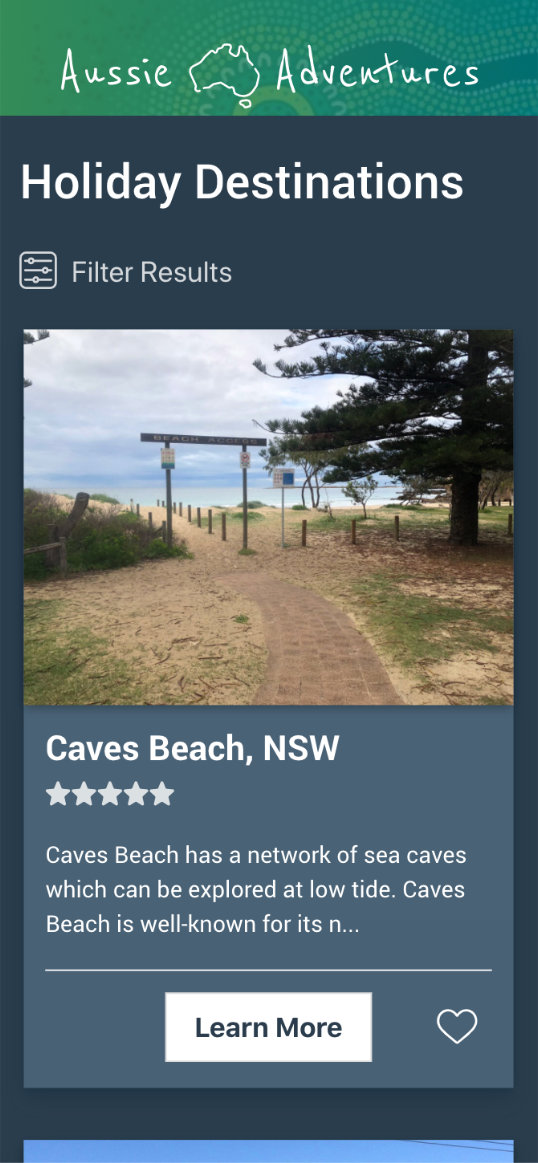 Aussie Adventures
Holiday Destinations
Filter Results
BEACH ACCESS
Caves Beach, NSW
Caves Beach has a network of sea caves
which can be explored at low tide. Caves
Beach is well-known for its n...
Learn More